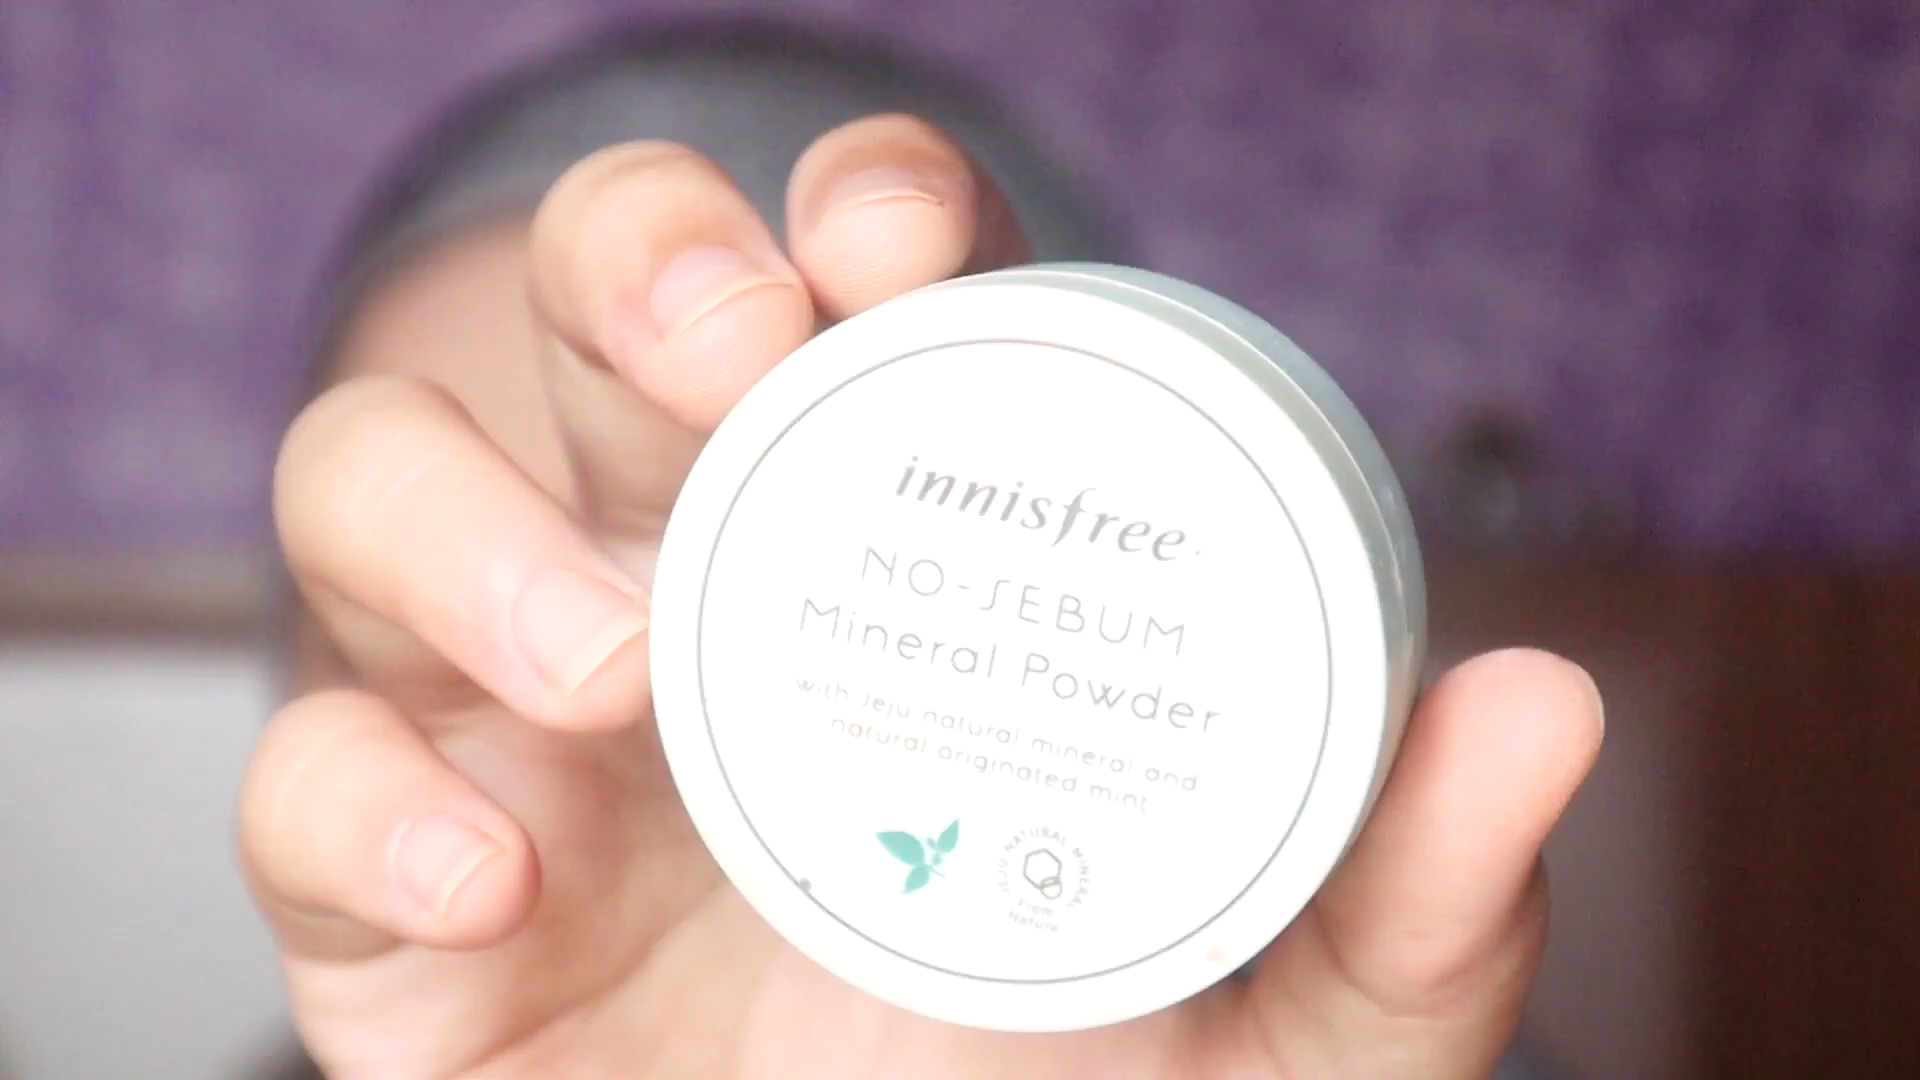 innisfree
NO-SEBUM
Mineral Powder
with Jeju natural mineral and
natural originated mint
JEJU NATURAL MINERAL
From
Nature